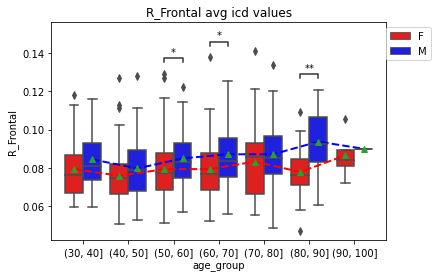 R_Frontal avg icd values
F
M
*
*
**
0.14
0.12
0.10
0.08
0.06
R_Frontal
(30, 40] (40, 50] (50, 60] (60, 70] (70, 80] (80, 90] (90, 100]
age_group